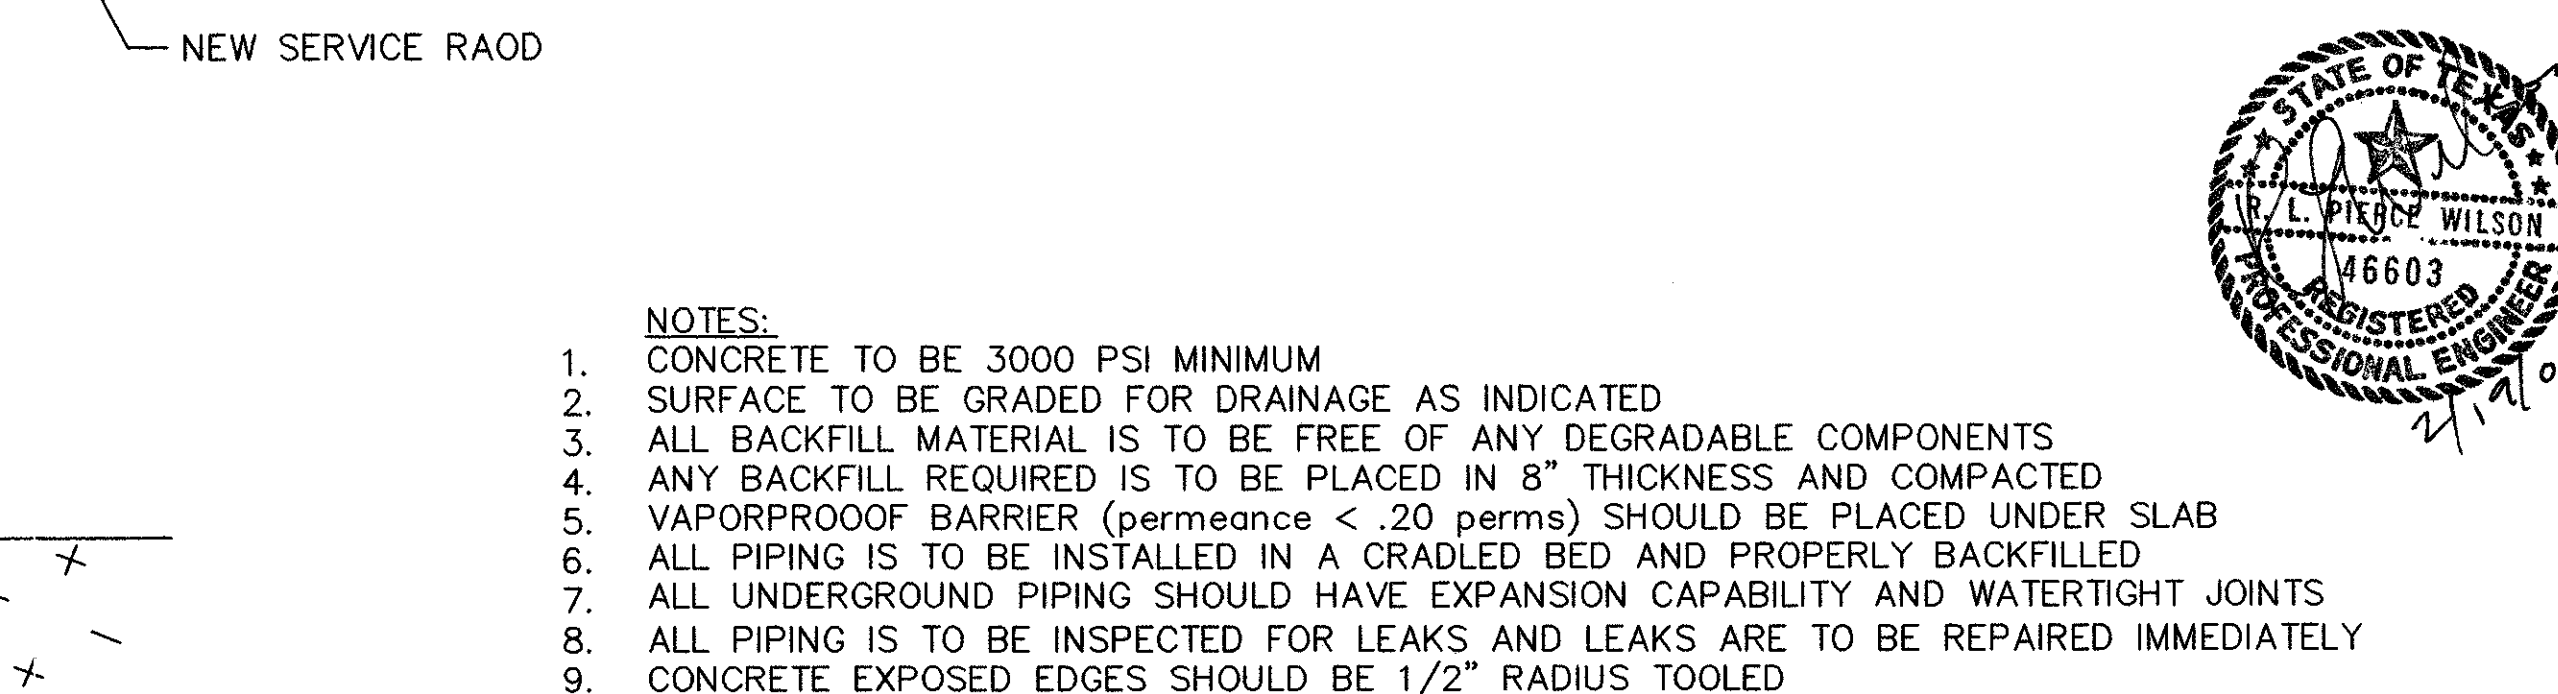 NEW SERVICE RAOD
STATE OF TEXAS
R. L. PIERCE WILSON
46603
REGISTERED
PROFESSIONAL ENGINEER
NOTES:
1. CONCRETE TO BE 3000 PSI MINIMUM
2. SURFACE TO BE GRADED FOR DRAINAGE AS INDICATED
3. ALL BACKFILL MATERIAL IS TO BE FREE OF ANY DEGRADABLE COMPONENTS
4. ANY BACKFILL REQUIRED IS TO BE PLACED IN 8" THICKNESS AND COMPACTED
5. VAPORPROOOF BARRIER (permeance < .20 perms) SHOULD BE PLACED UNDER SLAB
6. ALL PIPING IS TO BE INSTALLED IN A CRADLED BED AND PROPERLY BACKFILLED
7. ALL UNDERGROUND PIPING SHOULD HAVE EXPANSION CAPABILITY AND WATERTIGHT JOINTS
8. ALL PIPING IS TO BE INSPECTED FOR LEAKS AND LEAKS ARE TO BE REPAIRED IMMEDIATELY
9. CONCRETE EXPOSED EDGES SHOULD BE 1/2" RADIUS TOOLED